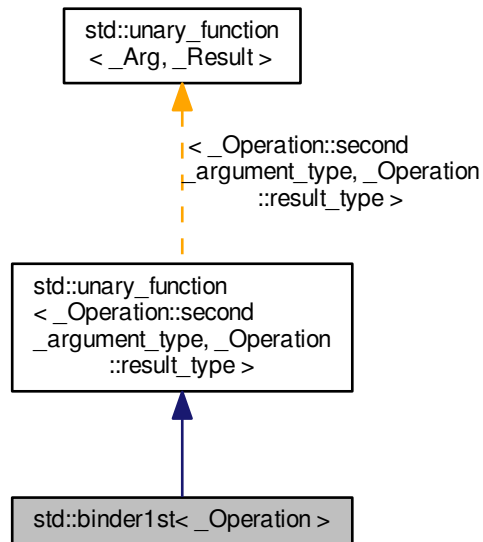 std::unary_function
< _Arg, _Result >
< _Operation::second
_argument_type, _Operation
::result_type >
std::unary_function
< _Operation::second
_argument_type, _Operation
::result_type >
std::binder1st< _Operation >